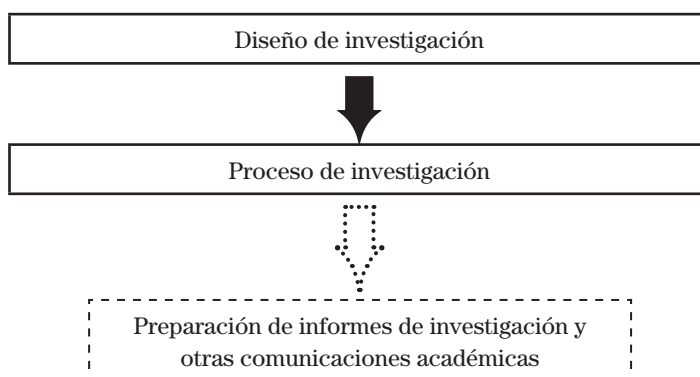 Diseño de investigación
Proceso de investigación
Preparación de informes de investigación y
otras comunicaciones académicas